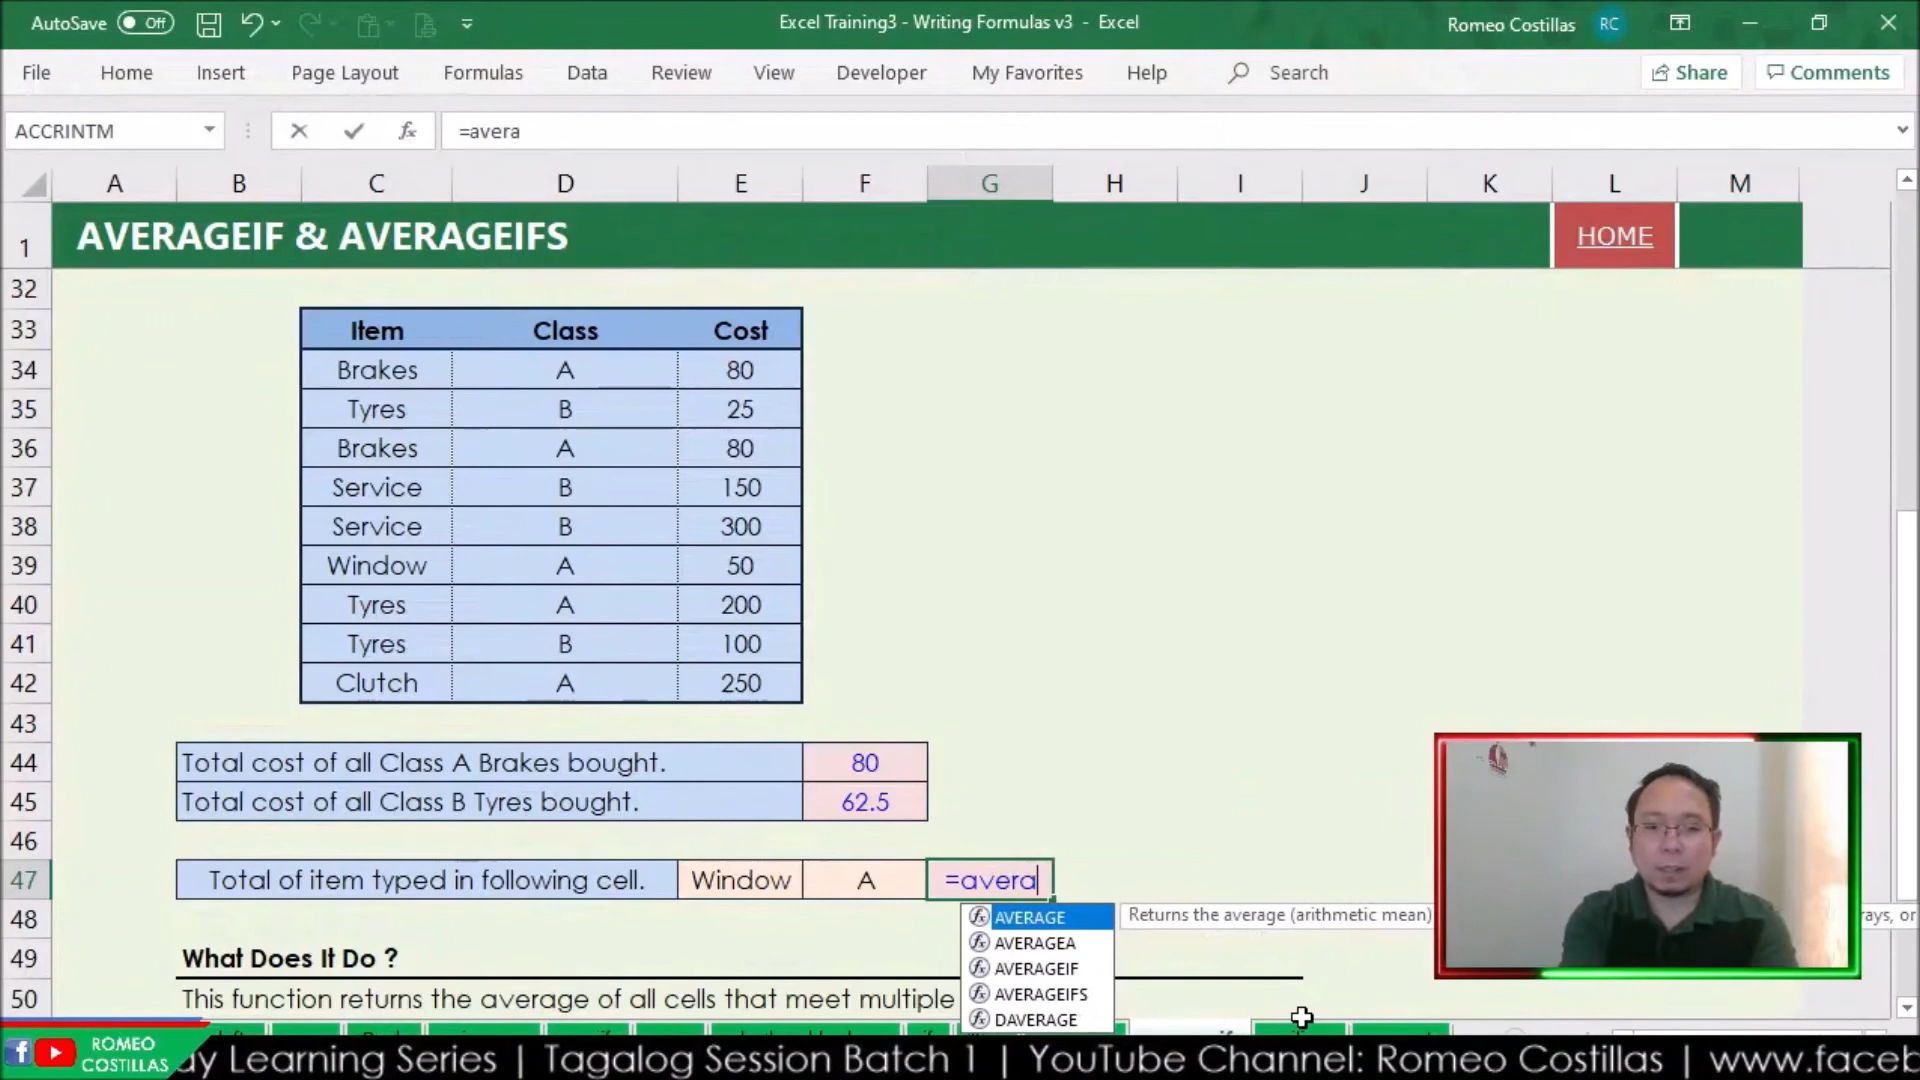 AutoSave Off
Excel Training3 - Writing Formulas v3 - Excel
Romeo Costillas RC
File Home Insert Page Layout Formulas Data Review View Developer My Favorites Help Search Share Comments
ACCRINTM fx =avera
A B C D E F G H I J K L M
1 AVERAGEIF & AVERAGEIFS HOME
32
33 Item Class Cost
34 Brakes A 80
35 Tyres B 25
36 Brakes A 80
37 Service B 150
38 Service B 300
39 Window A 50
40 Tyres A 200
41 Tyres B 100
42 Clutch A 250
43
44 Total cost of all Class A Brakes bought. 80
45 Total cost of all Class B Tyres bought. 62.5
46
47 Total of item typed in following cell. Window A =avera
48
fx AVERAGE Returns the average (arithmetic mean) rays, or
fx AVERAGEA
49 What Does It Do ?
fx AVERAGEIF
50 This function returns the average of all cells that meet multiple
fx AVERAGEIFS
fx DAVERAGE
f ROMEO COSTILLAS
ay Learning Series | Tagalog Session Batch 1 | YouTube Channel: Romeo Costillas | www.faceb